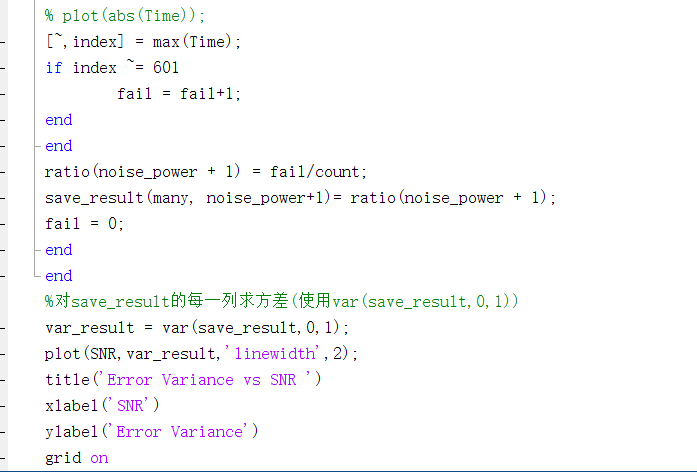 % plot(abs(Time));
[~,index] = max(Time);
if index ~= 601
fail = fail+1;
end
end
ratio(noise_power + 1) = fail/count;
save_result(many, noise_power+1)= ratio(noise_power + 1);
fail = 0;
end
end
%对save_result的每一列求方差(使用var(save_result,0,1))
var_result = var(save_result,0,1);
plot(SNR,var_result,'linewidth',2);
title('Error Variance vs SNR ')
xlabel('SNR')
ylabel('Error Variance')
grid on